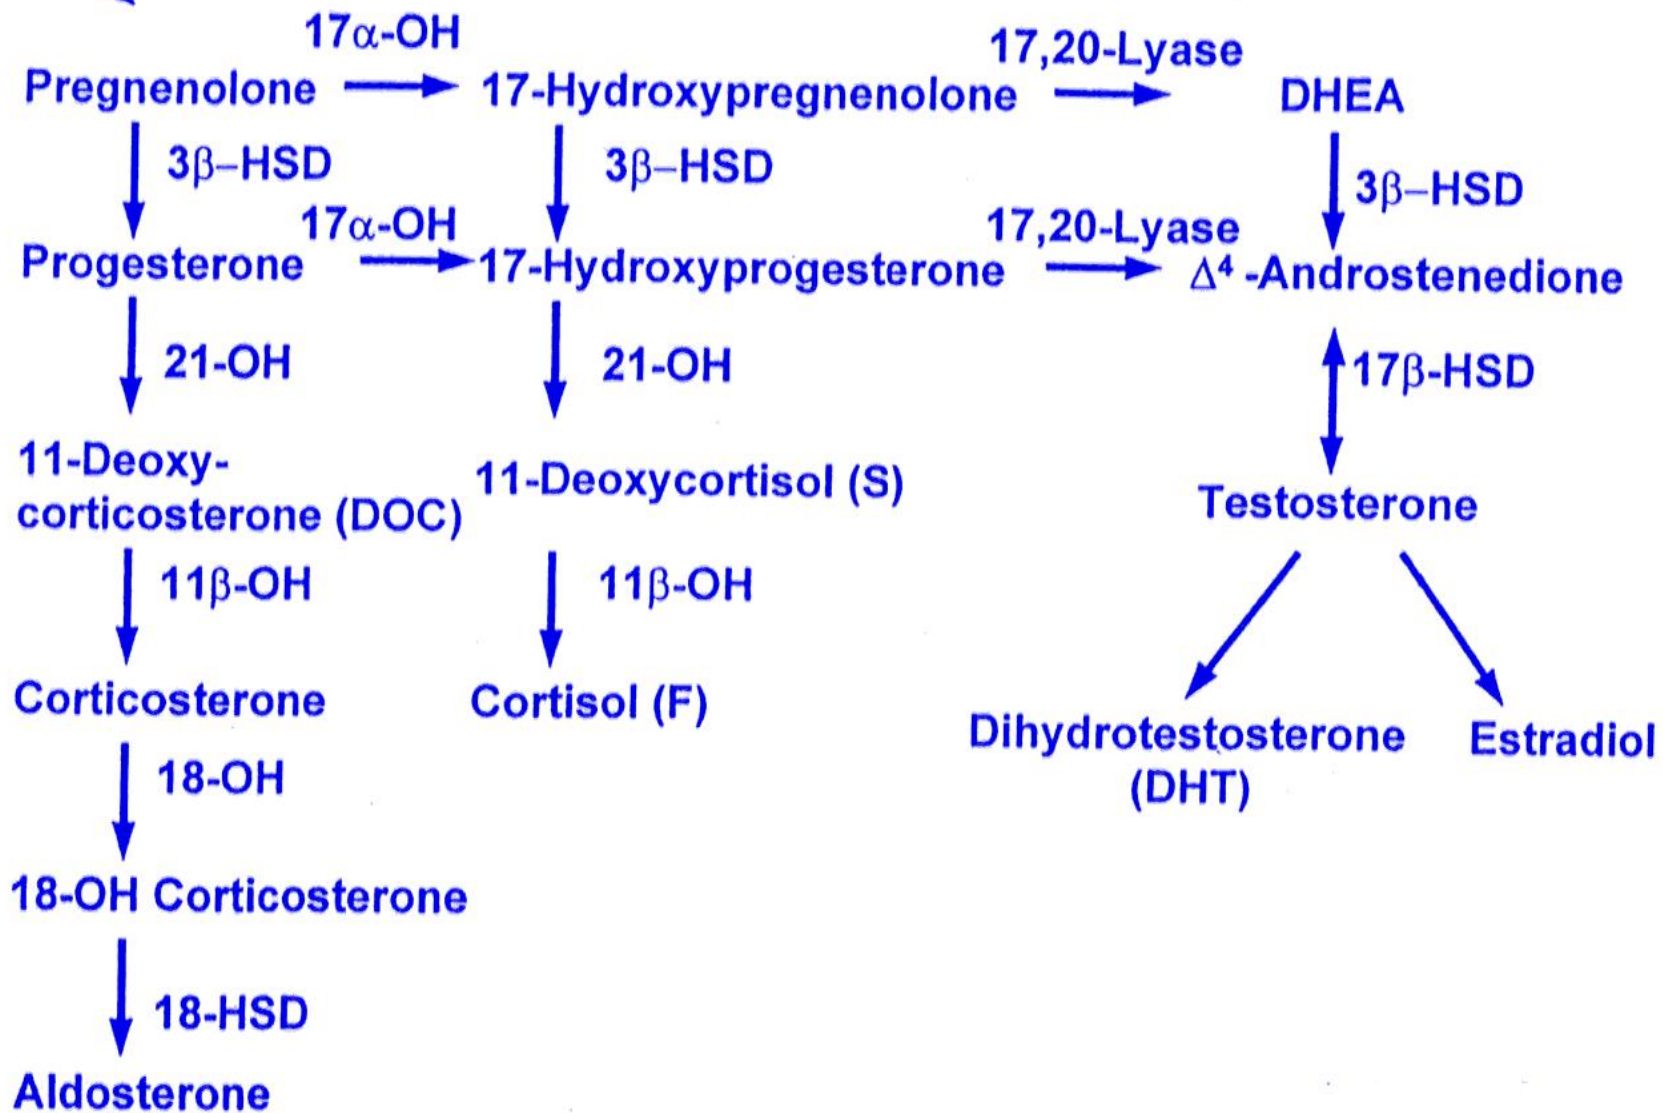 17α-OH
17,20-Lyase
Pregnenolone
17-Hydroxypregnenolone
DHEA
3β–HSD
3β–HSD
3β–HSD
17α-OH
17,20-Lyase
Progesterone
17-Hydroxyprogesterone
Δ⁴ -Androstenedione
21-OH
21-OH
17β-HSD
11-Deoxy-
corticosterone (DOC)
11-Deoxycortisol (S)
Testosterone
11β-OH
11β-OH
Corticosterone
Cortisol (F)
Dihydrotestosterone
(DHT)
Estradiol
18-OH
18-OH Corticosterone
18-HSD
Aldosterone